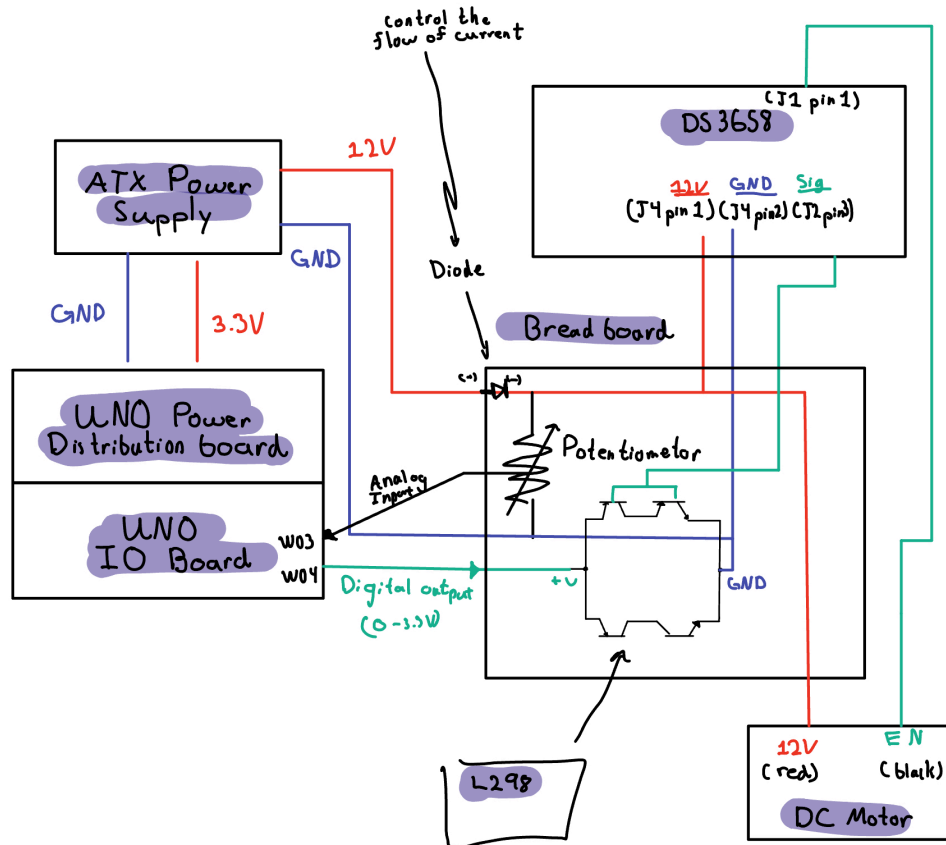 control the
flow of current
(J1 pin 1)
DS3658
12V
ATX Power
Supply
12V GND Sig
(J4 pin 1) (J4 pin2) (J2 pin3)
GND
Diode
GND
3.3V
Bread board
UNO Power
Distribution board
Potentiometer
Analog
Input
UNO
IO Board
W03
W04
Digital output
(0-3.3V)
+V
GND
L298
12V
(red)
EN
(black)
DC Motor